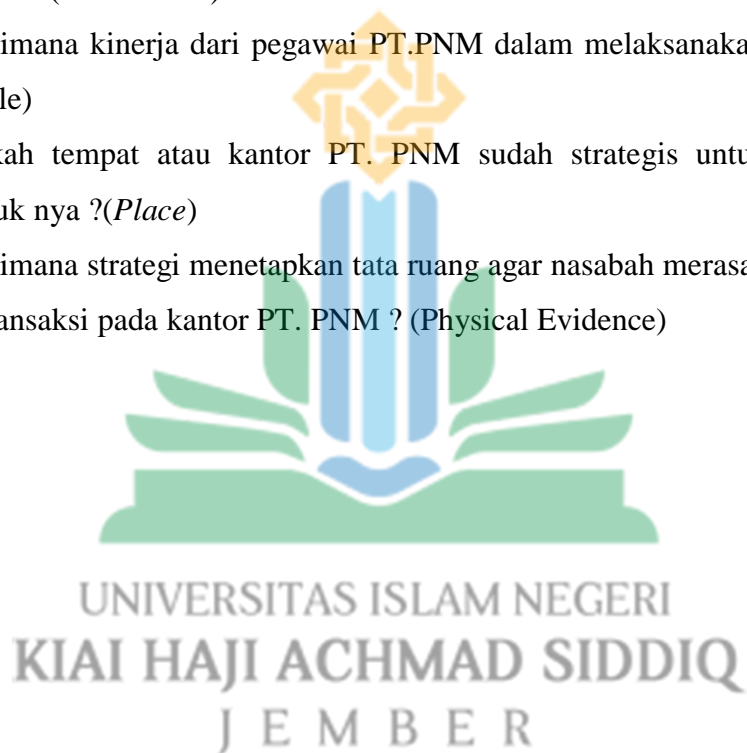 imana kinerja dari pegawai PT.PNM dalam melaksanaka
le)
kah tempat atau kantor PT. PNM sudah strategis untu
uk nya ?(Place)
imana strategi menetapkan tata ruang agar nasabah merasa
ansaksi pada kantor PT. PNM ? (Physical Evidence)
UNIVERSITAS ISLAM NEGERI
KIAI HAJI ACHMAD SIDDIQ
JEMBER